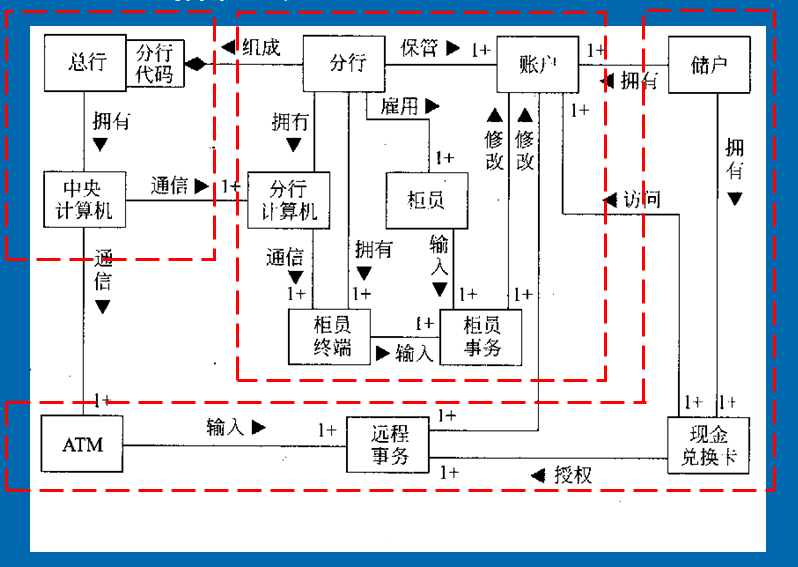 总行
分行
代码
◀ 组成
分行
保管 ▶
1+
账户
1+
◀ 拥有
储户
拥有
▼
拥有
▼
雇用 ▶
修改
▲
修改
▲
1+
拥有
▼
中央
计算机
通信 ▶
1+
分行
计算机
1+
柜员
◀ 访问
通信
▼
通信
▼
拥有
▼
输入
▼
1+
1+
1+
1+
柜员
终端
1+
▶ 输入
柜员
事务
1+
1+
1+
1+
ATM
输入 ▶
1+
远程
事务
1+
◀ 授权
现金
兑换卡